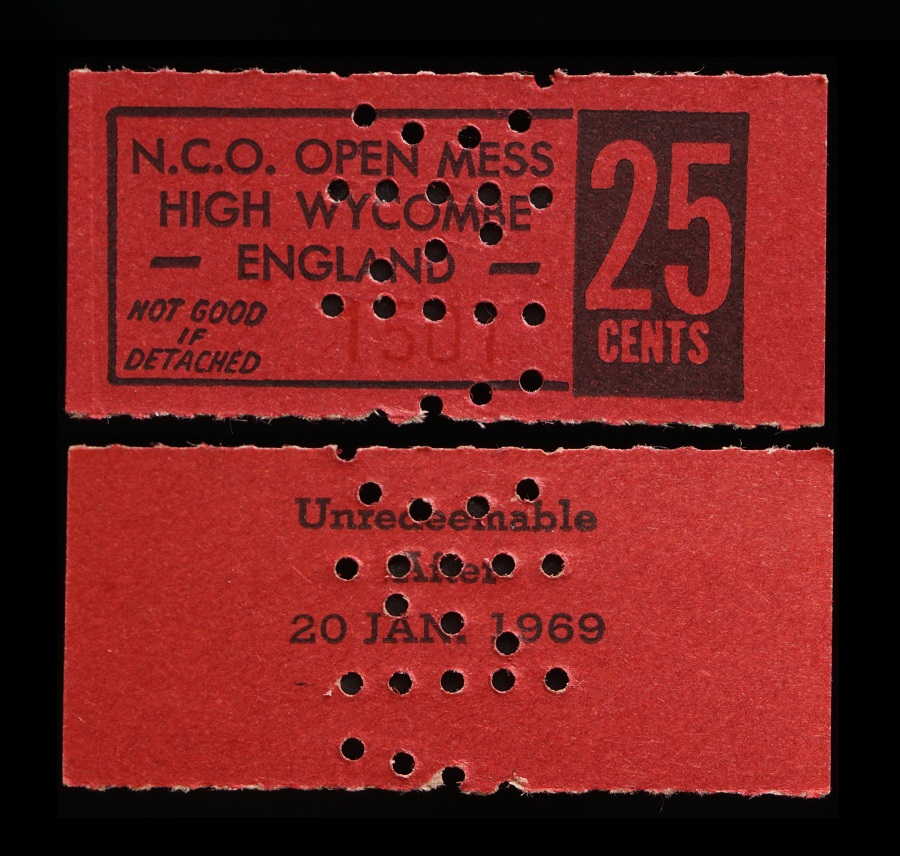 N.C.O. OPEN MESS
HIGH WYCOMBE
— ENGLAND —
NOT GOOD
IF
DETACHED
1501
25
CENTS
Unredeemable
After
20 JAN. 1969